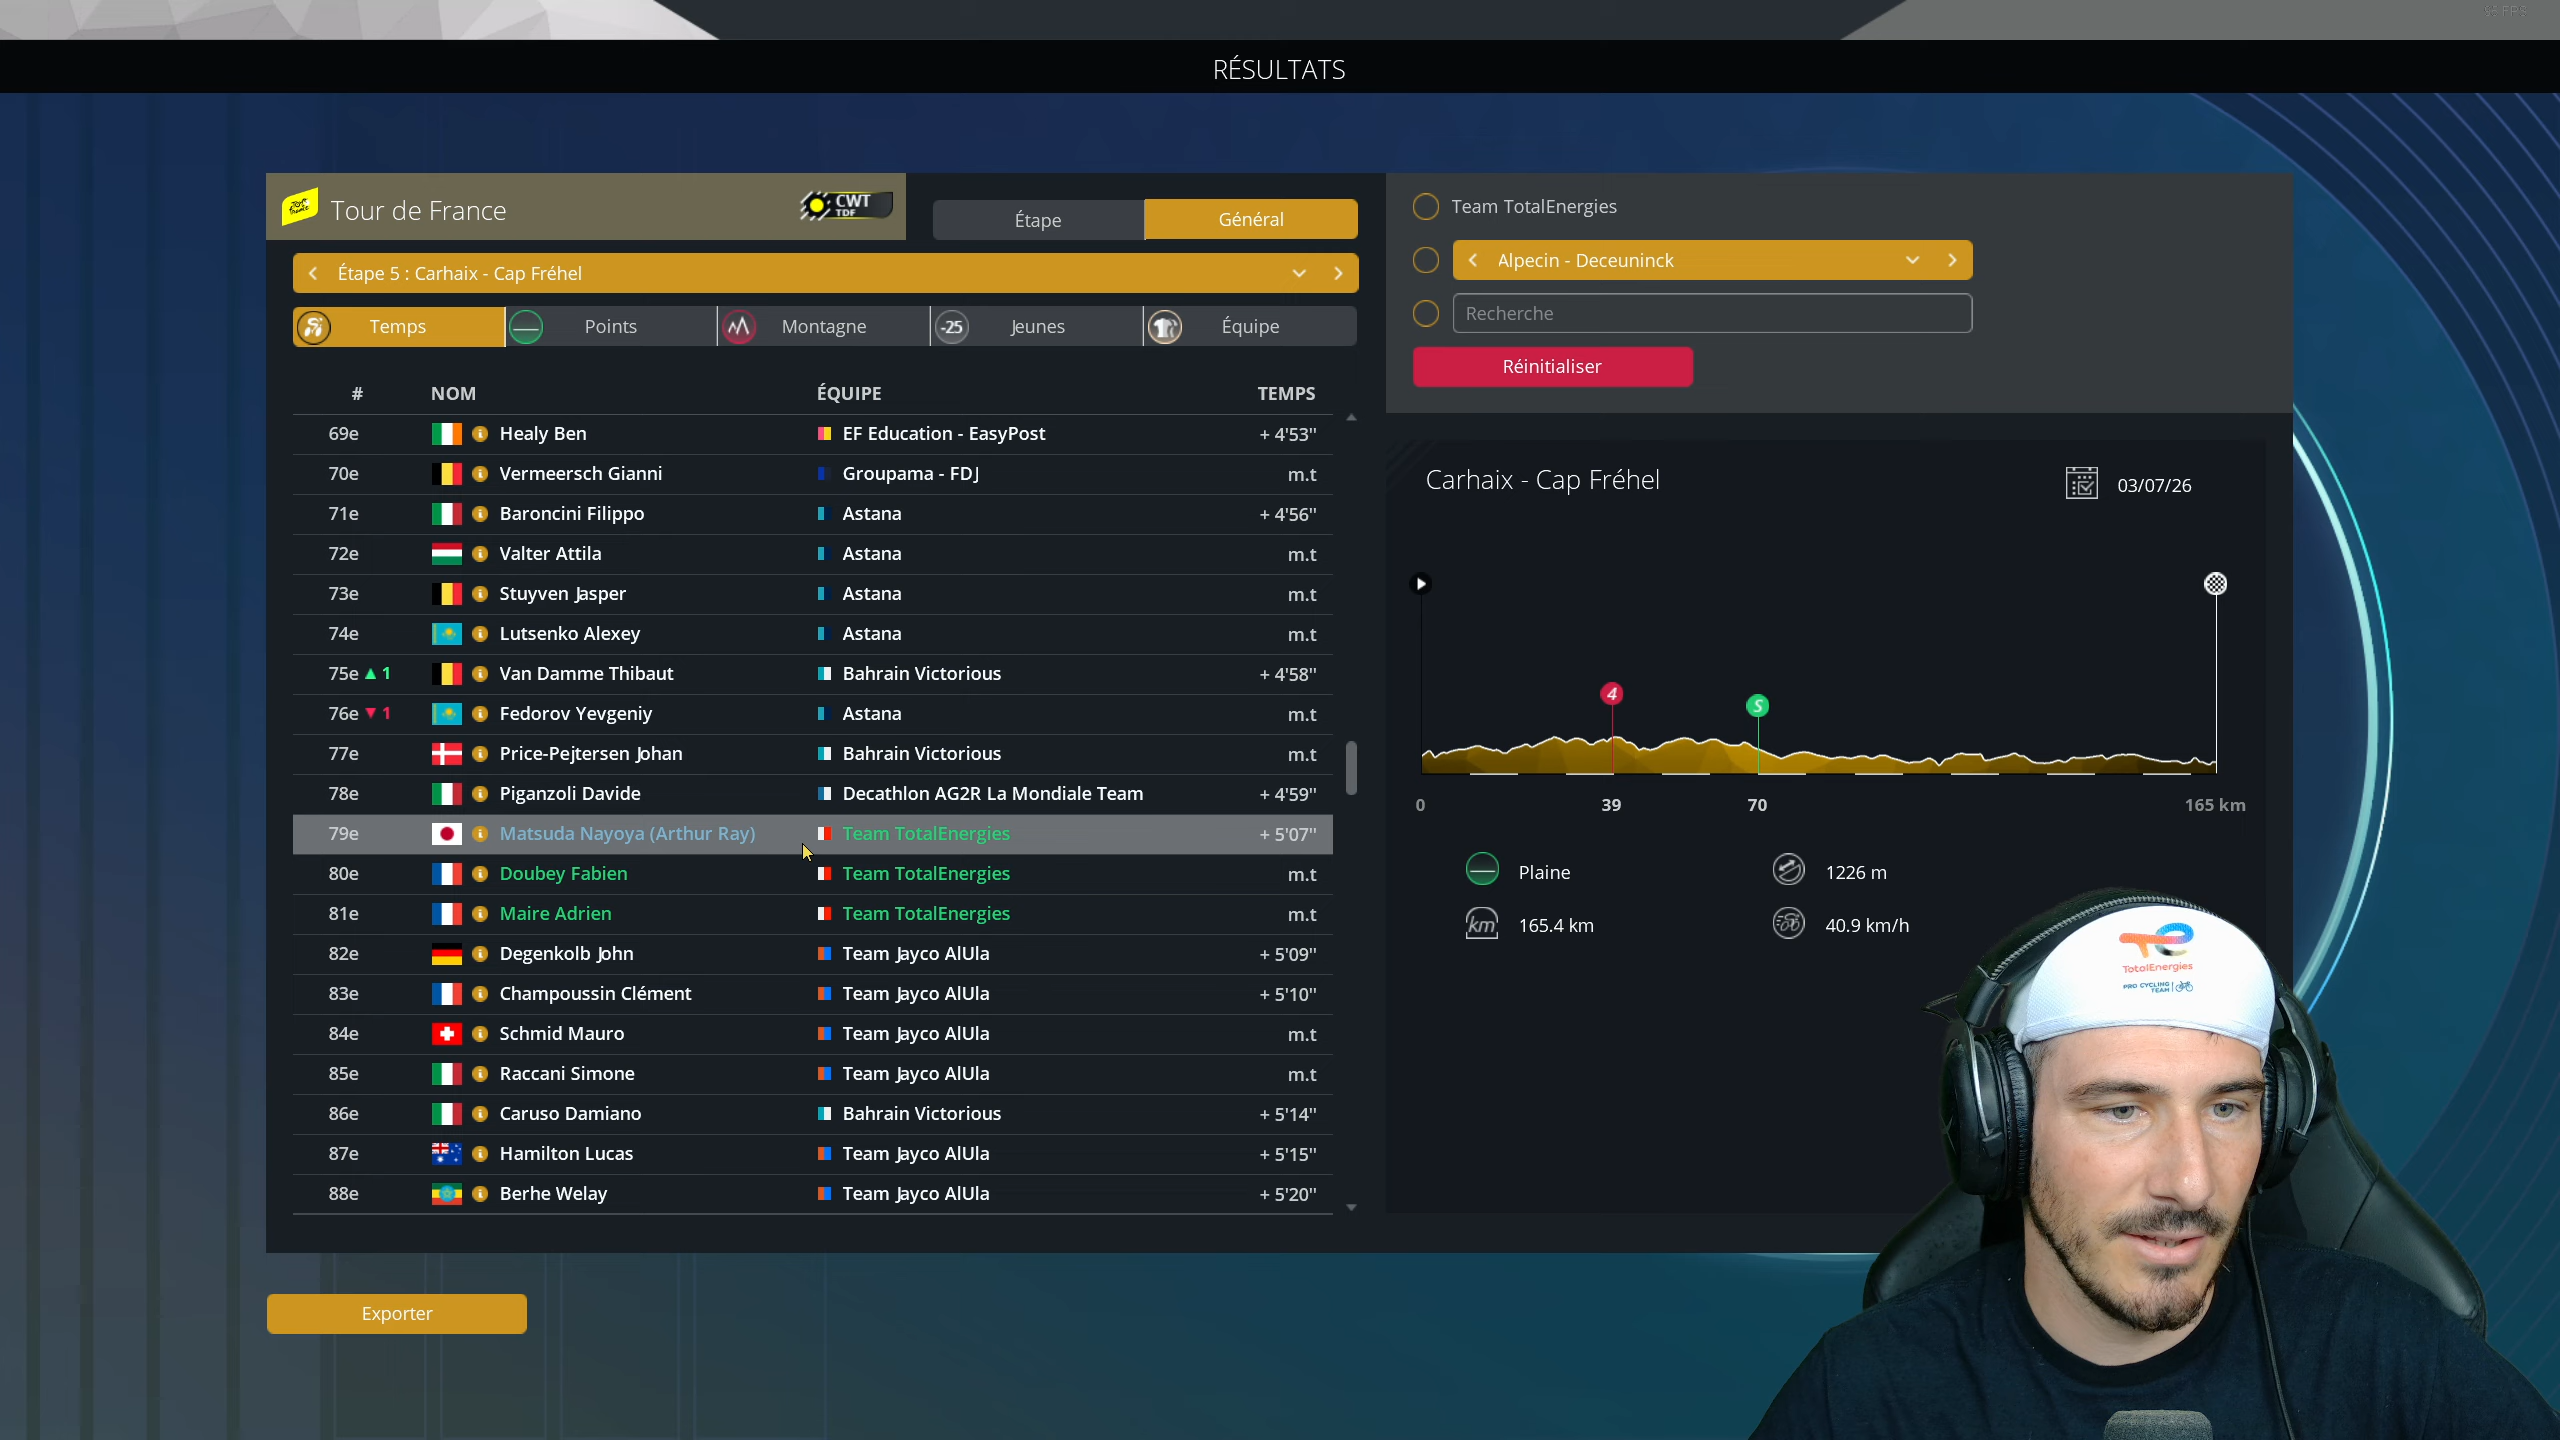 RÉSULTATS
Tour de France
CWT
TDF
Étape
Général
Étape 5 : Carhaix - Cap Fréhel
Temps
Points
Montagne
-25
Jeunes
Équipe
# NOM ÉQUIPE TEMPS
69e Healy Ben EF Education - EasyPost + 4'53''
70e Vermeersch Gianni Groupama - FDJ m.t
71e Baroncini Filippo Astana + 4'56''
72e Valter Attila Astana m.t
73e Stuyven Jasper Astana m.t
74e Lutsenko Alexey Astana m.t
75e ▲ 1 Van Damme Thibaut Bahrain Victorious + 4'58''
76e ▼ 1 Fedorov Yevgeniy Astana m.t
77e Price-Pejtersen Johan Bahrain Victorious m.t
78e Piganzoli Davide Decathlon AG2R La Mondiale Team + 4'59''
79e Matsuda Nayoya (Arthur Ray) Team TotalEnergies + 5'07''
80e Doubey Fabien Team TotalEnergies m.t
81e Maire Adrien Team TotalEnergies m.t
82e Degenkolb John Team Jayco AlUla + 5'09''
83e Champoussin Clément Team Jayco AlUla + 5'10''
84e Schmid Mauro Team Jayco AlUla m.t
85e Raccani Simone Team Jayco AlUla m.t
86e Caruso Damiano Bahrain Victorious + 5'14''
87e Hamilton Lucas Team Jayco AlUla + 5'15''
88e Berhe Welay Team Jayco AlUla + 5'20''
Exporter
Team TotalEnergies
Alpecin - Deceuninck
Recherche
Réinitialiser
Carhaix - Cap Fréhel
03/07/26
4
S
0 39 70 165 km
Plaine
1226 m
km
165.4 km
40.9 km/h
TotalEnergies
PRO CYCLING
TEAM